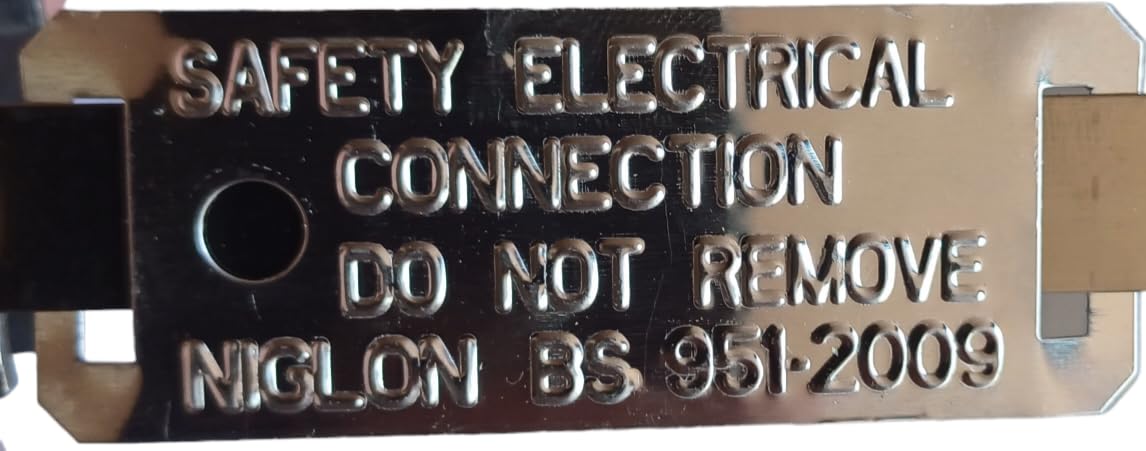 SAFETY ELECTRICAL
CONNECTION
DO NOT REMOVE
NIGLON BS. 951-2009